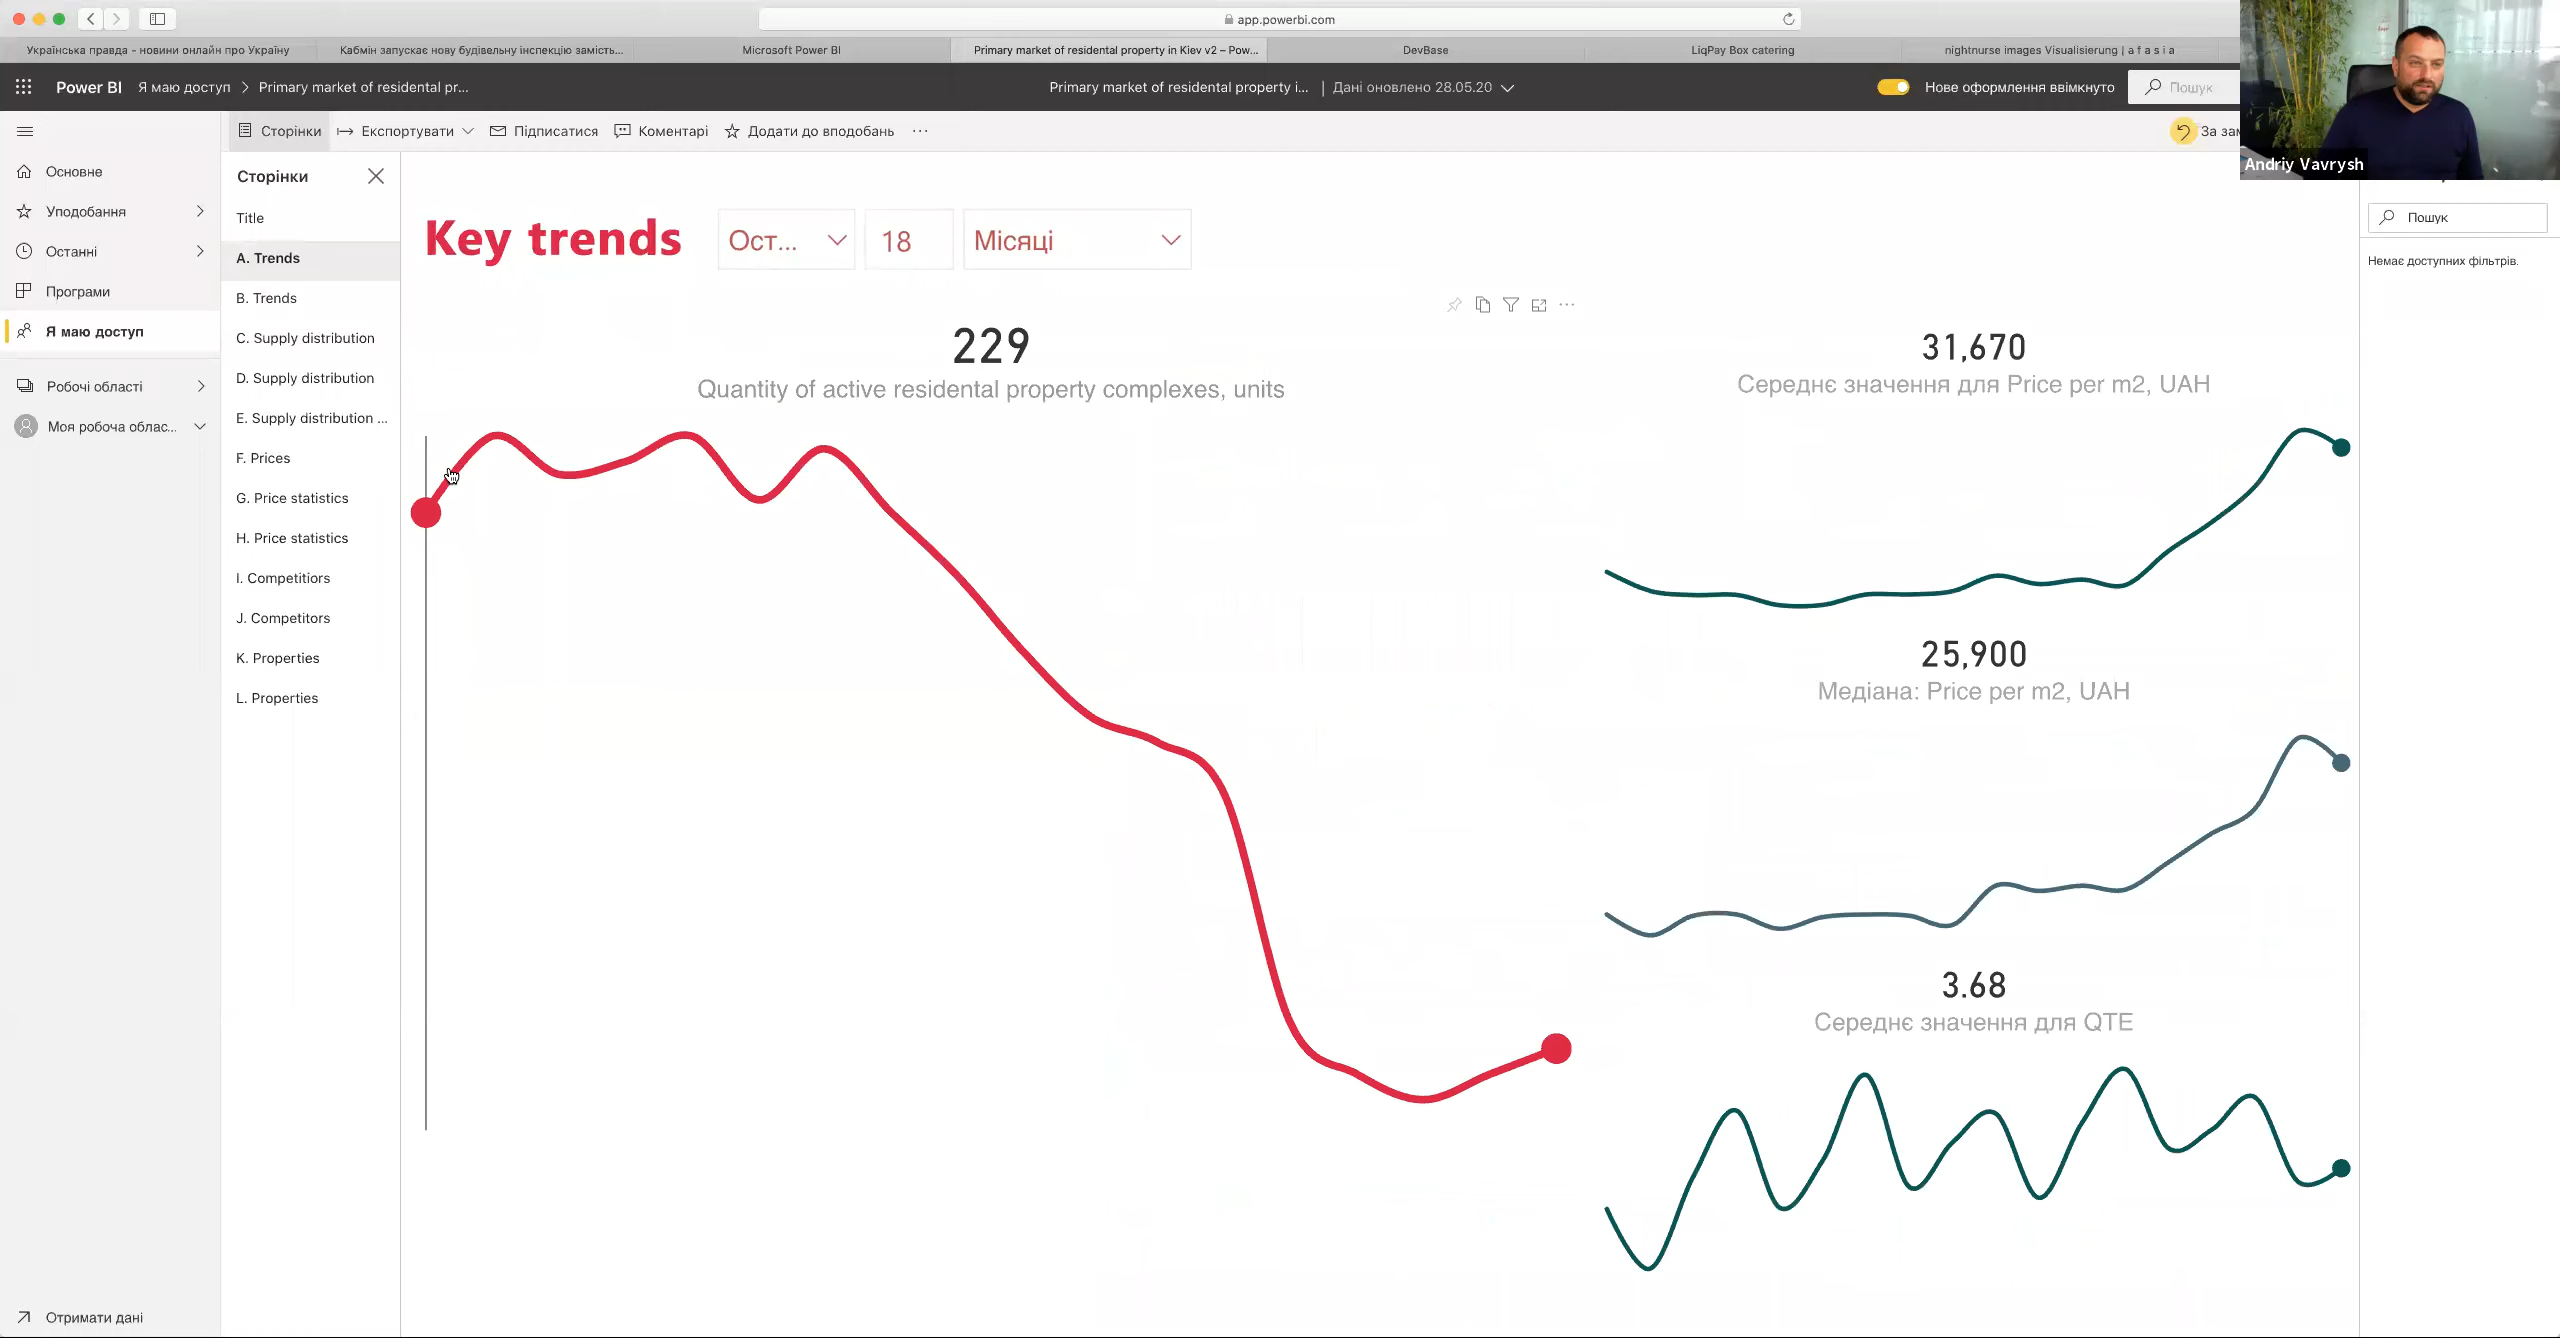 app.powerbi.com
Українська правда - новини онлайн про Україну
Кабмін запускає нову будівельну інспекцію замість...
Microsoft Power BI
Primary market of residental property in Kiev v2 – Pow...
DevBase
LiqPay Box catering
nightnurse images Visualisierung | a f a s i a
Power BI
Я маю доступ > Primary market of residental pr...
Primary market of residental property i... | Дані оновлено 28.05.20
Нове оформлення ввімкнуто
Пошук
Andriy Vavrysh
Сторінки
Експортувати
Підписатися
Коментарі
Додати до вподобань
За зам
Основне
Уподобання
Останні
Програми
Я маю доступ
Робочі області
Моя робоча облас...
Отримати дані
Сторінки
Title
A. Trends
B. Trends
C. Supply distribution
D. Supply distribution
E. Supply distribution ...
F. Prices
G. Price statistics
H. Price statistics
I. Competitiors
J. Competitors
K. Properties
L. Properties
Key trends
Ост...
18
Місяці
229
Quantity of active residental property complexes, units
31,670
Середнє значення для Price per m2, UAH
25,900
Медіана: Price per m2, UAH
3.68
Середнє значення для QTE
Пошук
Немає доступних фільтрів.